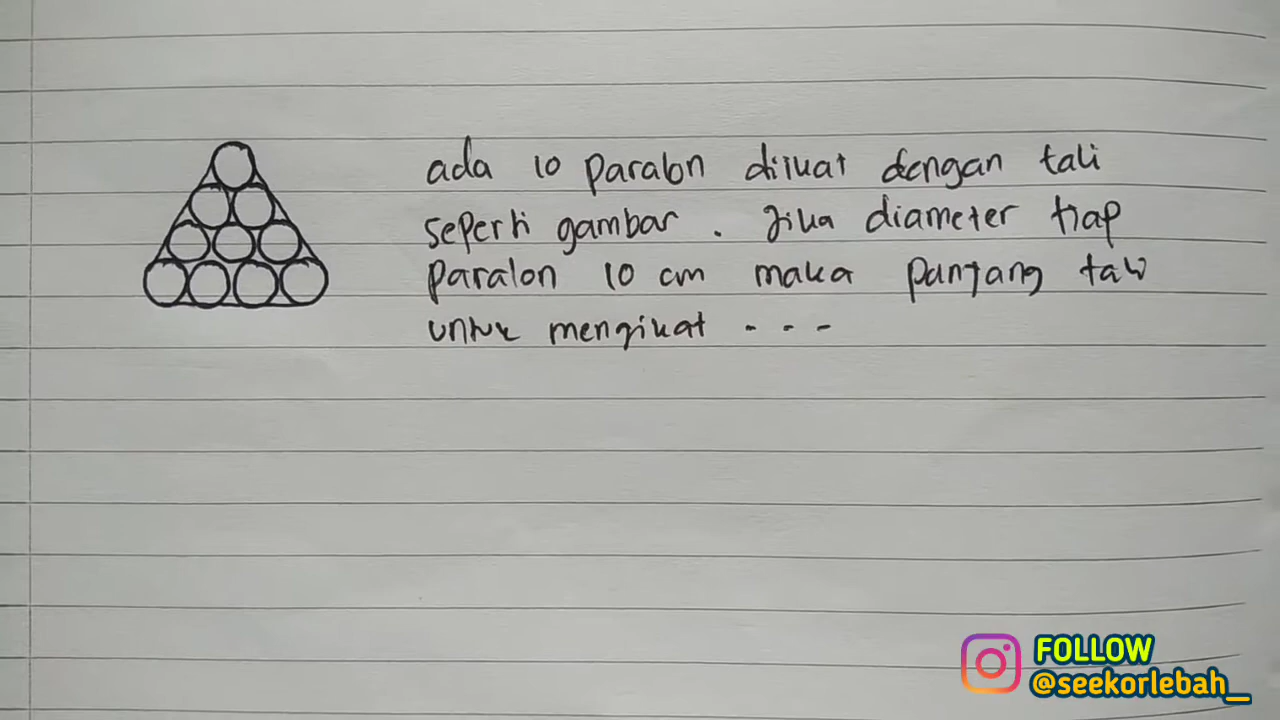 ada 10 Paralon diikat dengan tali
seperti gambar. Jika diameter tiap
paralon 10 cm maka panjang tali
untuk mengikat ...
FOLLOW
@seekorlebah_